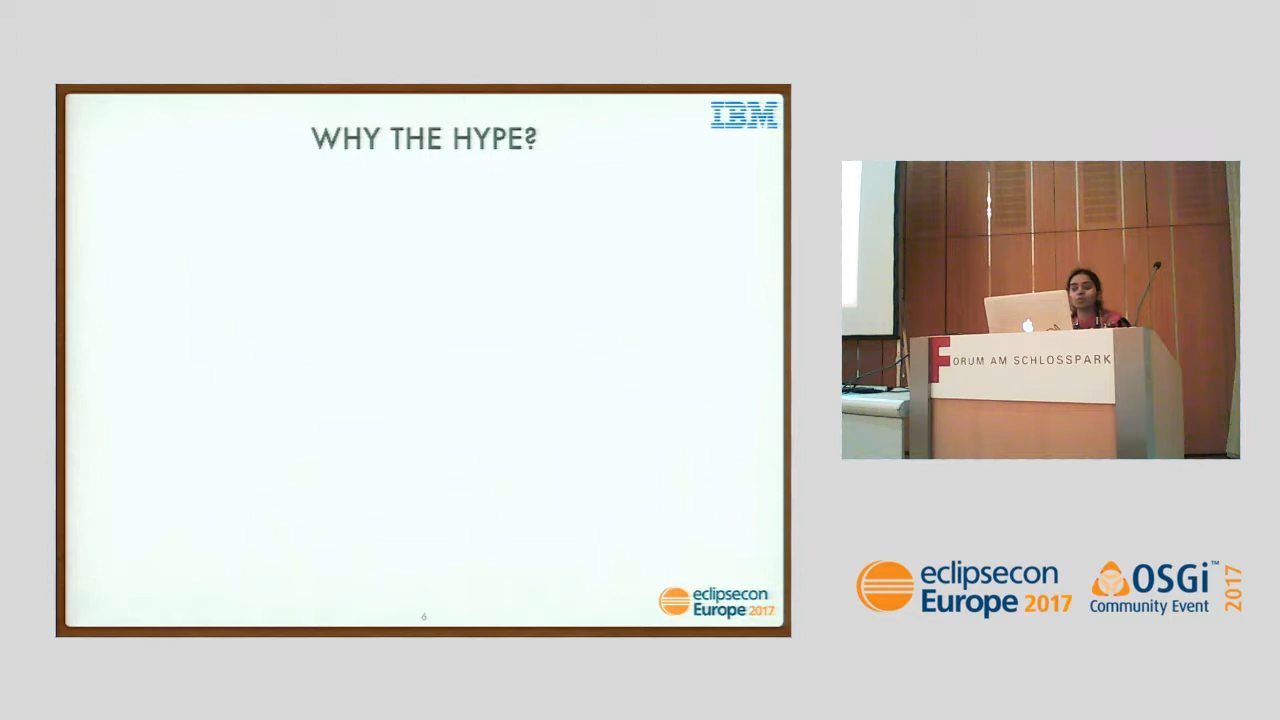 IBM
WHY THE HYPE?
6
eclipsecon
Europe 2017
FORUM AM SCHLOSSPARK
eclipsecon
Europe 2017
OSGi™
Community Event
2017